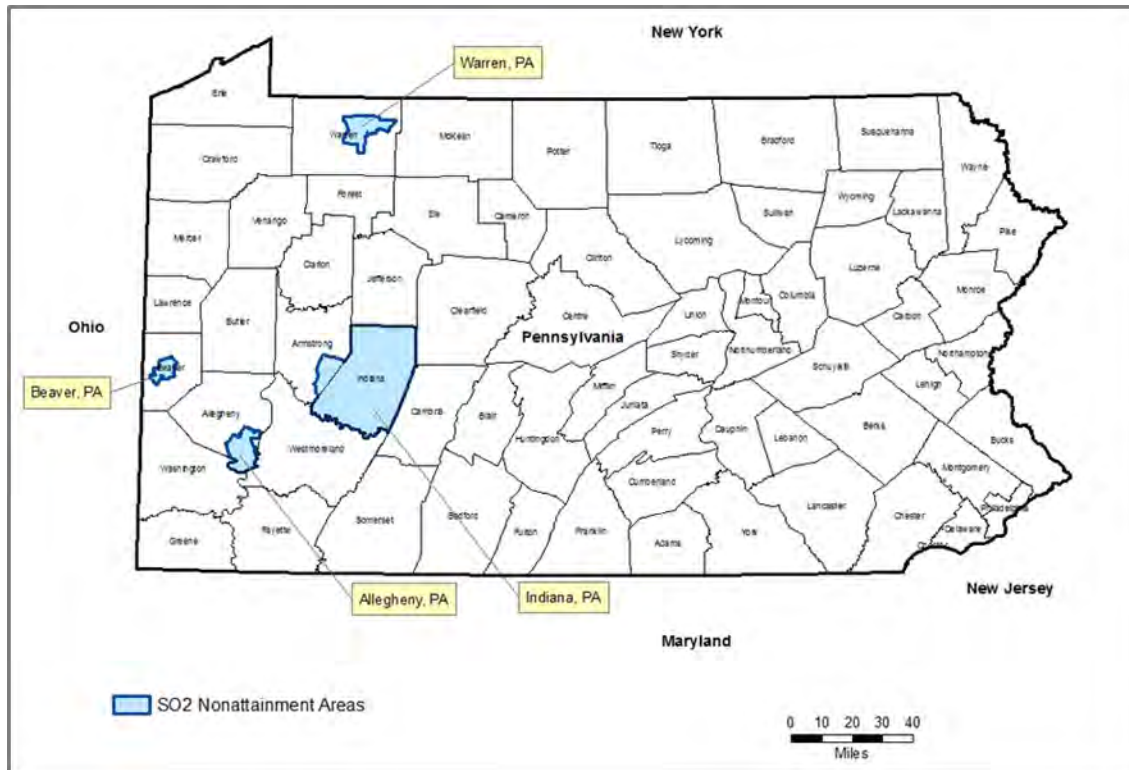 New York
Warren, PA
Erie
Warren
McKean
Potter
Tioga
Bradford
Susquehanna
Wayne
Crawford
Forest
Elk
Cameron
Sullivan
Wyoming
Lackawanna
Pike
Mercer
Venango
Clarion
Jefferson
Clinton
Lycoming
Luzerne
Monroe
Lawrence
Butler
Clearfield
Centre
Union
Montour
Columbia
Carbon
Ohio
Armstrong
Pennsylvania
Snyder
Northumberland
Schuylkill
Northampton
Beaver
Indiana
Mifflin
Lehigh
Beaver, PA
Allegheny
Cambria
Blair
Huntingdon
Juniata
Perry
Dauphin
Lebanon
Berks
Bucks
Washington
Westmoreland
Cumberland
Montgomery
Greene
Fayette
Somerset
Bedford
Fulton
Franklin
Adams
York
Lancaster
Chester
Delaware
Philadelphia
Allegheny, PA
Indiana, PA
New Jersey
Maryland
SO2 Nonattainment Areas
0 10 20 30 40
Miles